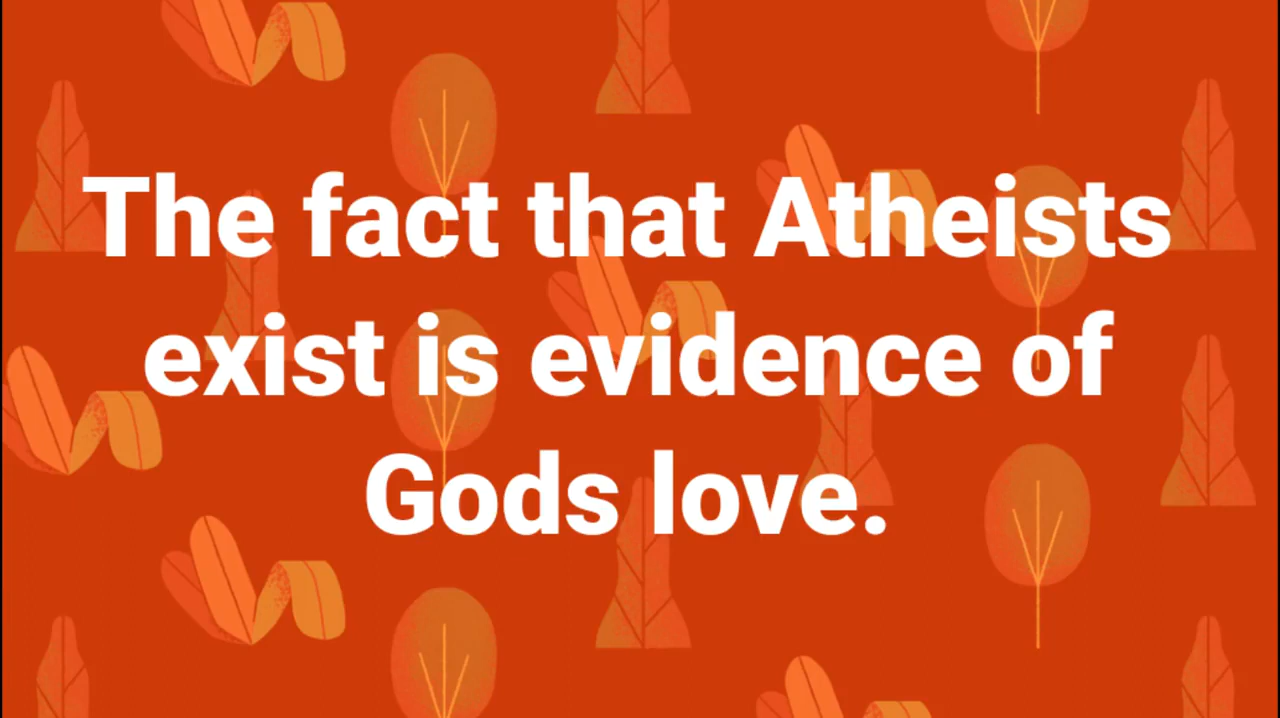 The fact that Atheists
exist is evidence of
Gods love.